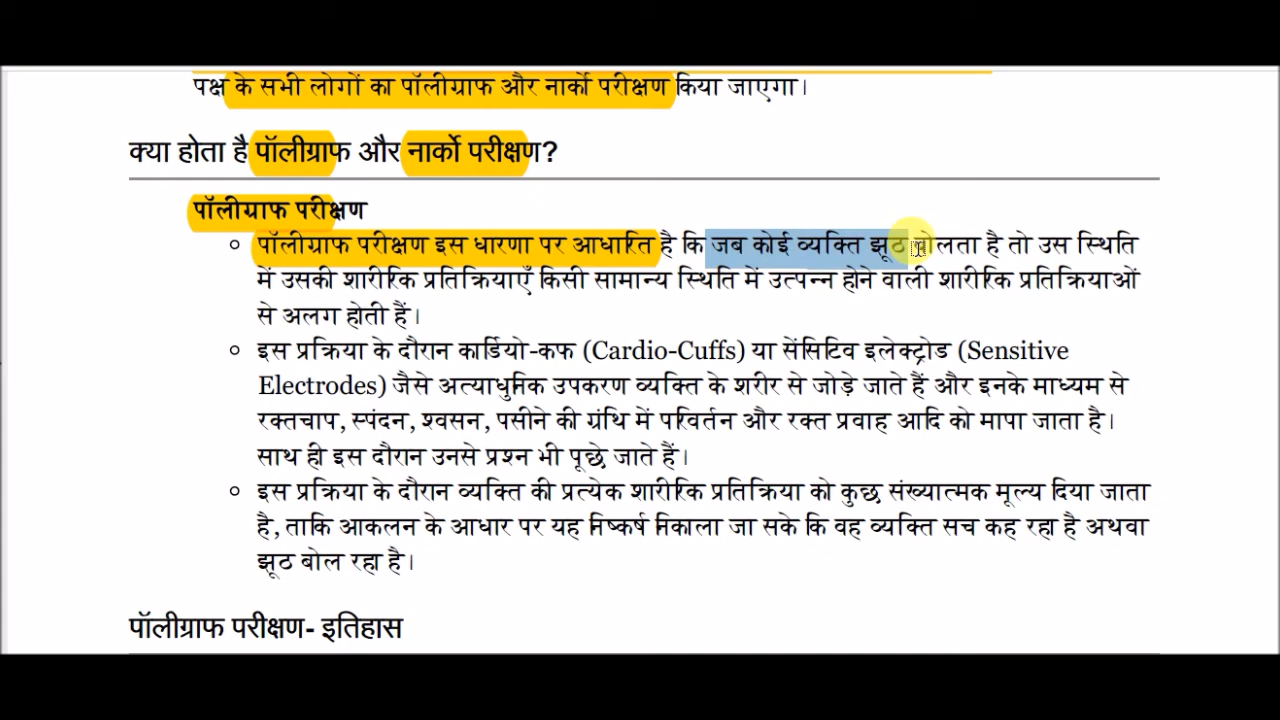 पक्ष के सभी लोगों का पॉलीग्राफ और नार्को परीक्षण किया जाएगा।
क्या होता है पॉलीग्राफ और नार्को परीक्षण?
पॉलीग्राफ परीक्षण
पॉलीग्राफ परीक्षण इस धारणा पर आधारित है कि जब कोई व्यक्ति झूठ बोलता है तो उस स्थिति
में उसकी शारीरिक प्रतिक्रियाएँ किसी सामान्य स्थिति में उत्पन्न होने वाली शारीरिक प्रतिक्रियाओं
से अलग होती हैं।
इस प्रक्रिया के दौरान कार्डियो-कफ (Cardio-Cuffs) या सेंसिटिव इलेक्ट्रोड (Sensitive
Electrodes) जैसे अत्याधुनिक उपकरण व्यक्ति के शरीर से जोड़े जाते हैं और इनके माध्यम से
रक्तचाप, स्पंदन, श्वसन, पसीने की ग्रंथि में परिवर्तन और रक्त प्रवाह आदि को मापा जाता है।
साथ ही इस दौरान उनसे प्रश्न भी पूछे जाते हैं।
इस प्रक्रिया के दौरान व्यक्ति की प्रत्येक शारीरिक प्रतिक्रिया को कुछ संख्यात्मक मूल्य दिया जाता
है, ताकि आकलन के आधार पर यह निष्कर्ष निकाला जा सके कि वह व्यक्ति सच कह रहा है अथवा
झूठ बोल रहा है।
पॉलीग्राफ परीक्षण- इतिहास